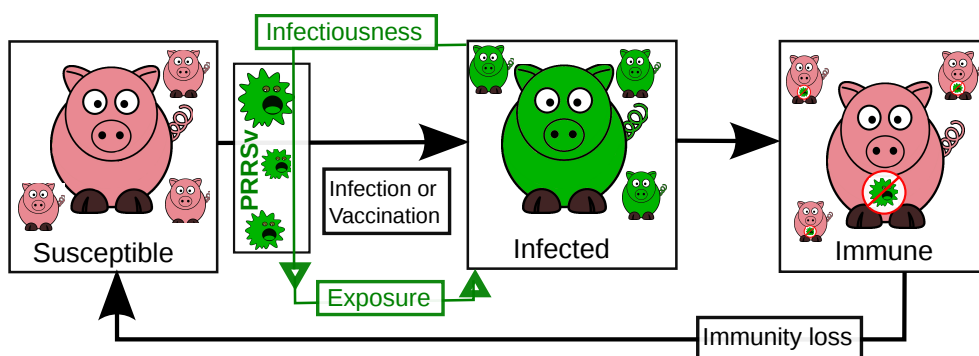 Infectiousness
PRRSv
Infection or
Vaccination
Susceptible
Infected
Immune
Exposure
Immunity loss